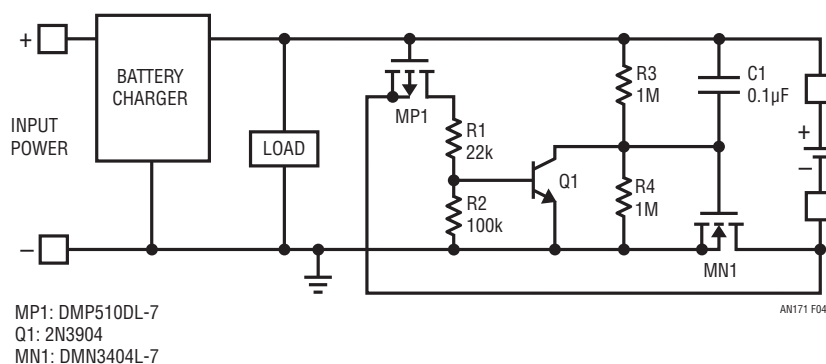 +
BATTERY
CHARGER
INPUT
POWER
–
LOAD
MP1
R1
22k
R2
100k
Q1
R3
1M
R4
1M
C1
0.1µF
+
–
MN1
AN171 F04
MP1: DMP510DL-7
Q1: 2N3904
MN1: DMN3404L-7